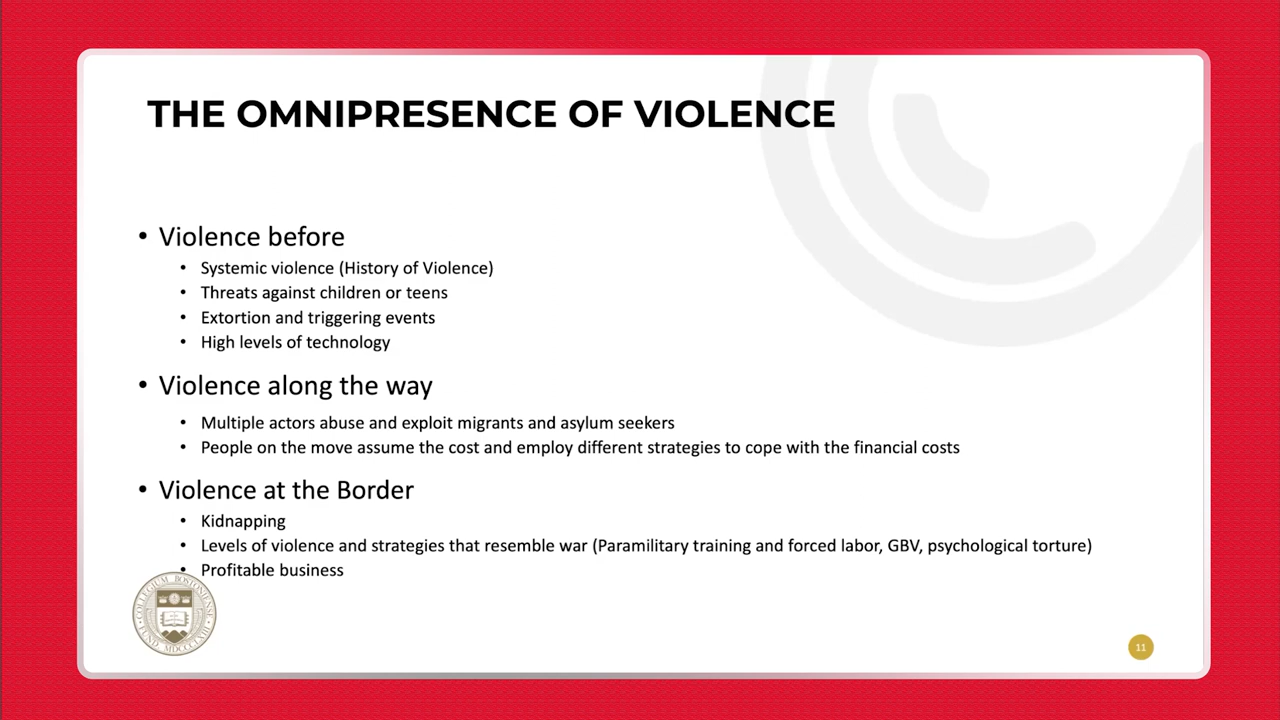 THE OMNIPRESENCE OF VIOLENCE
• Violence before
• Systemic violence (History of Violence)
• Threats against children or teens
• Extortion and triggering events
• High levels of technology
• Violence along the way
• Multiple actors abuse and exploit migrants and asylum seekers
• People on the move assume the cost and employ different strategies to cope with the financial costs
• Violence at the Border
• Kidnapping
• Levels of violence and strategies that resemble war (Paramilitary training and forced labor, GBV, psychological torture)
• Profitable business
COLLEGIUM BOSTONIENSE
FUND. MDCCCLXIII
11